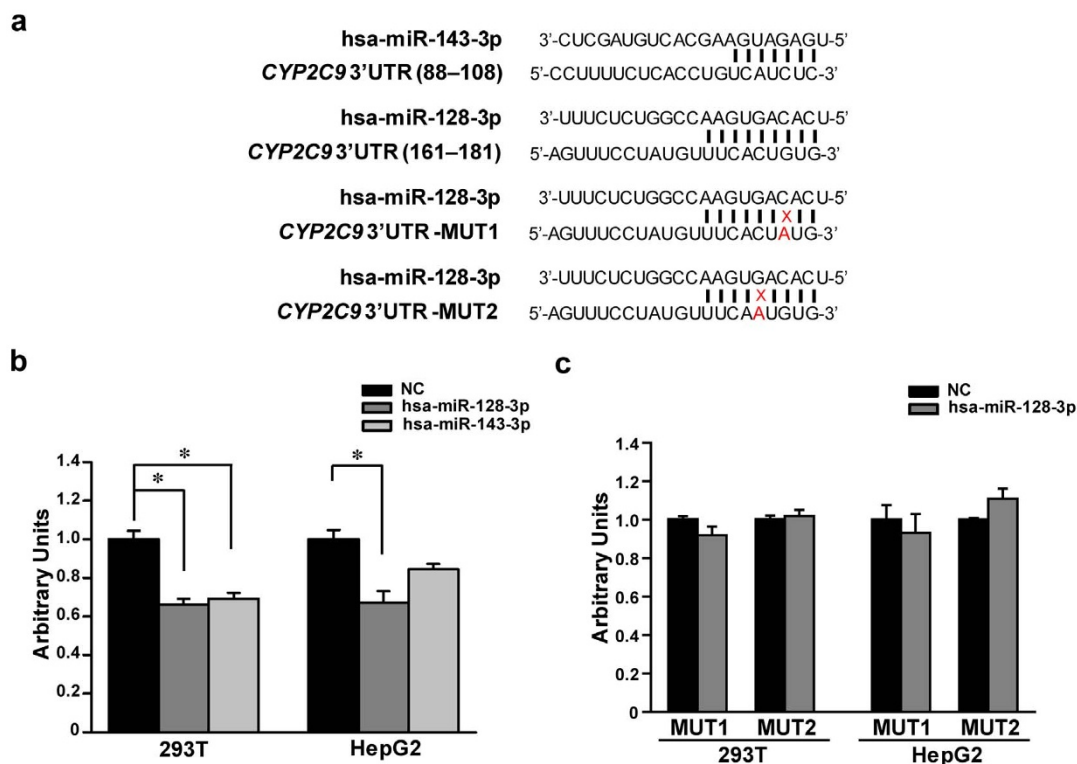 a
hsa-miR-143-3p 3'-CUCGAUGUCACGAAGUAGAGU-5'
CYP2C9 3'UTR (88–108) 5'-CCUUUUCUCACCUGUCAUCUC-3'
hsa-miR-128-3p 3'-UUUCUCUGGCCAAGUGACACU-5'
CYP2C9 3'UTR (161–181) 5'-AGUUUCCUAUGUUUCACUGUG-3'
hsa-miR-128-3p 3'-UUUCUCUGGCCAAGUGACACU-5'
X
CYP2C9 3'UTR -MUT1 5'-AGUUUCCUAUGUUUCACUAUG-3'
hsa-miR-128-3p 3'-UUUCUCUGGCCAAGUGACACU-5'
X
CYP2C9 3'UTR -MUT2 5'-AGUUUCCUAUGUUUCAAUGUG-3'
b
NC
hsa-miR-128-3p
hsa-miR-143-3p
* * *
Arbitrary Units
1.4
1.2
1.0
0.8
0.6
0.4
0.2
0
293T HepG2
c
NC
hsa-miR-128-3p
Arbitrary Units
1.4
1.2
1.0
0.8
0.6
0.4
0.2
0
MUT1 MUT2 MUT1 MUT2
293T HepG2